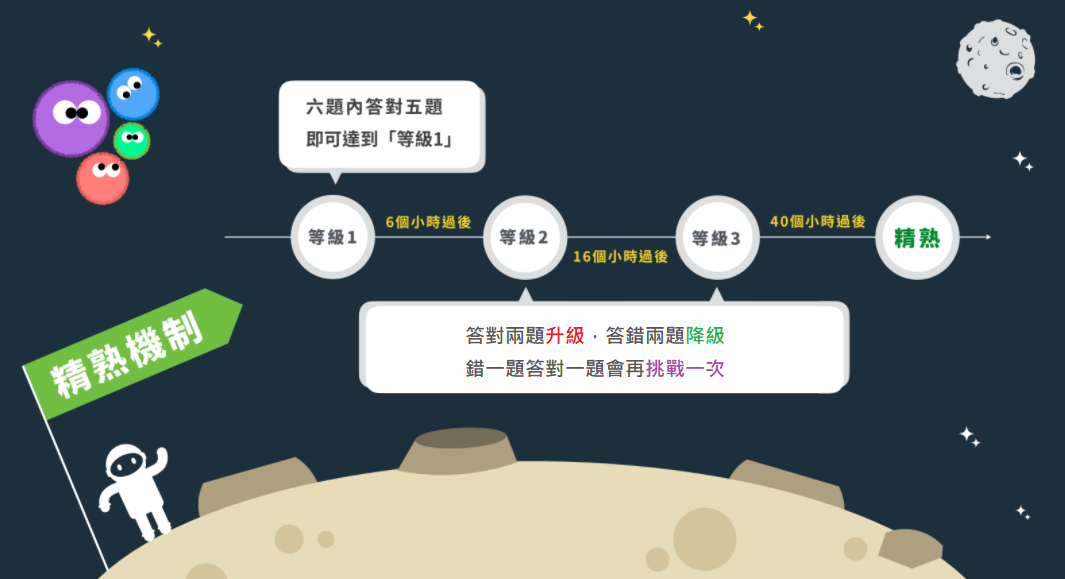 六題內答對五題
即可達到「等級1」
等級1
6個小時過後
等級2
16個小時過後
等級3
40個小時過後
精熟
答對兩題升級，答錯兩題降級
錯一題答對一題會再挑戰一次
精熟機制